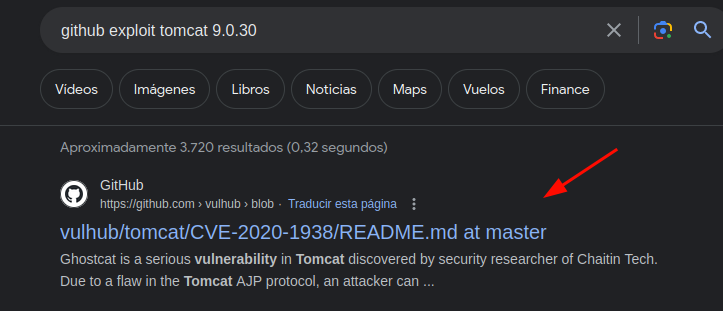 github exploit tomcat 9.0.30
Videos
Imágenes
Libros
Noticias
Maps
Vuelos
Finance
Aproximadamente 3.720 resultados (0,32 segundos)
GitHub
https://github.com › vulhub › blob · Traducir esta página
vulhub/tomcat/CVE-2020-1938/README.md at master
Ghostcat is a serious vulnerability in Tomcat discovered by security researcher of Chaitin Tech.
Due to a flaw in the Tomcat AJP protocol, an attacker can ...